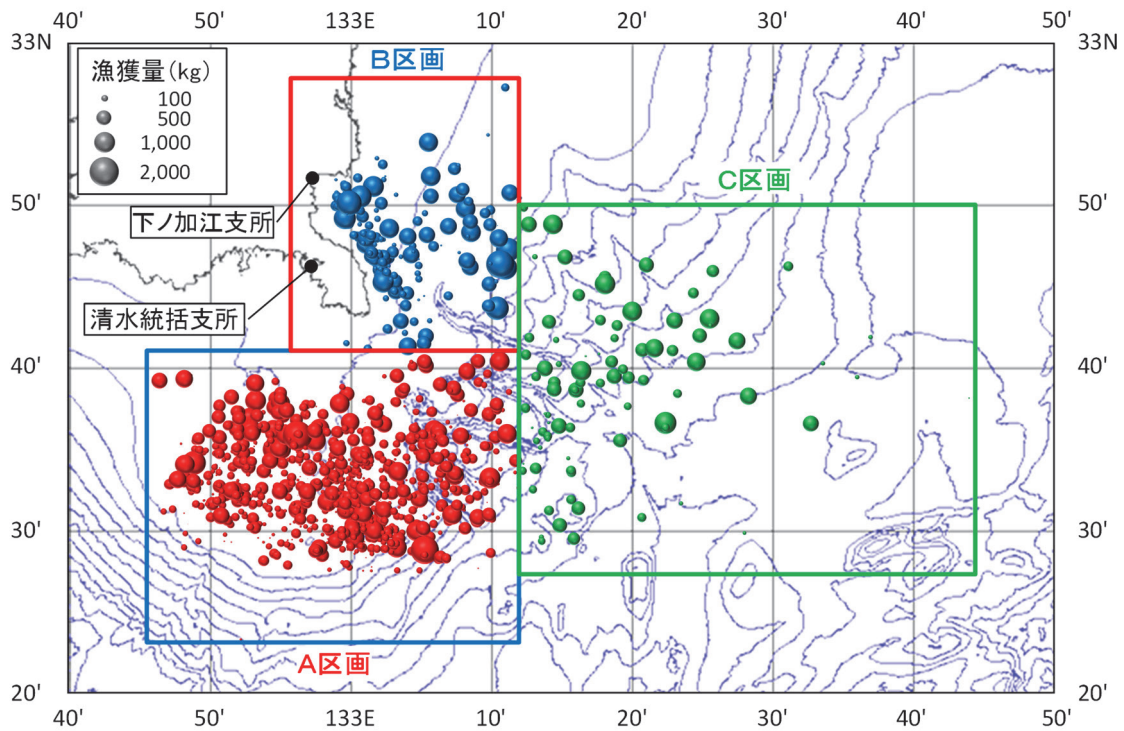 40' 50' 133E 10' 20' 30' 40' 50'
33N 33N
B区画
漁獲量(kg)
100
500
1,000
2,000
C区画
50' 50'
下ノ加江支所
清水統括支所
40' 40'
30' 30'
A区画
20' 20'
40' 50' 133E 10' 20' 30' 40' 50'